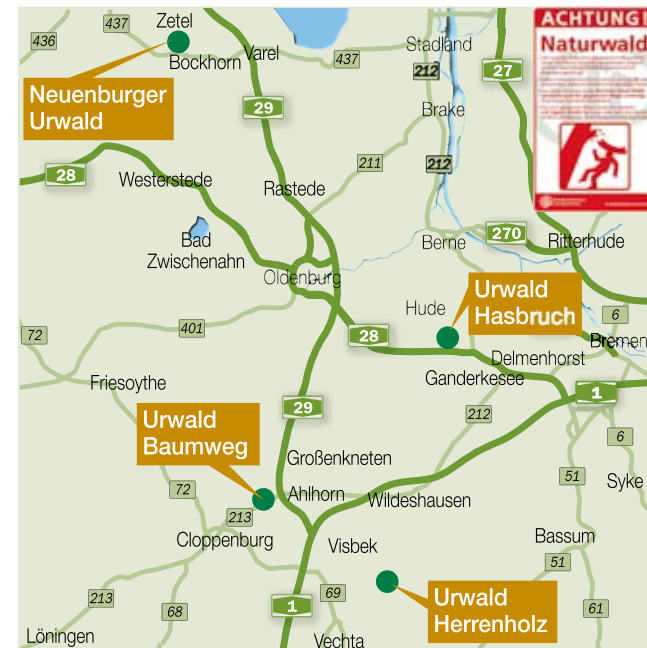 Zetel
436
437
Bockhorn
Varel
437
Stadland
212
27
ACHTUNG!
Naturwald
Neuenburger
Urwald
29
Brake
28
Westerstede
211
212
Rastede
Bad
Zwischenahn
Berne
270
Ritterhude
Oldenburg
Urwald
Hasbruch
Hude
6
72
401
28
Bremen
Delmenhorst
Friesoythe
Ganderkesee
1
29
212
Urwald
Baumweg
6
Großenkneten
51
Syke
72
Ahlhorn
Wildeshausen
213
Cloppenburg
Visbek
Bassum
51
213
68
1
69
Urwald
Herrenholz
61
Löningen
Vechta